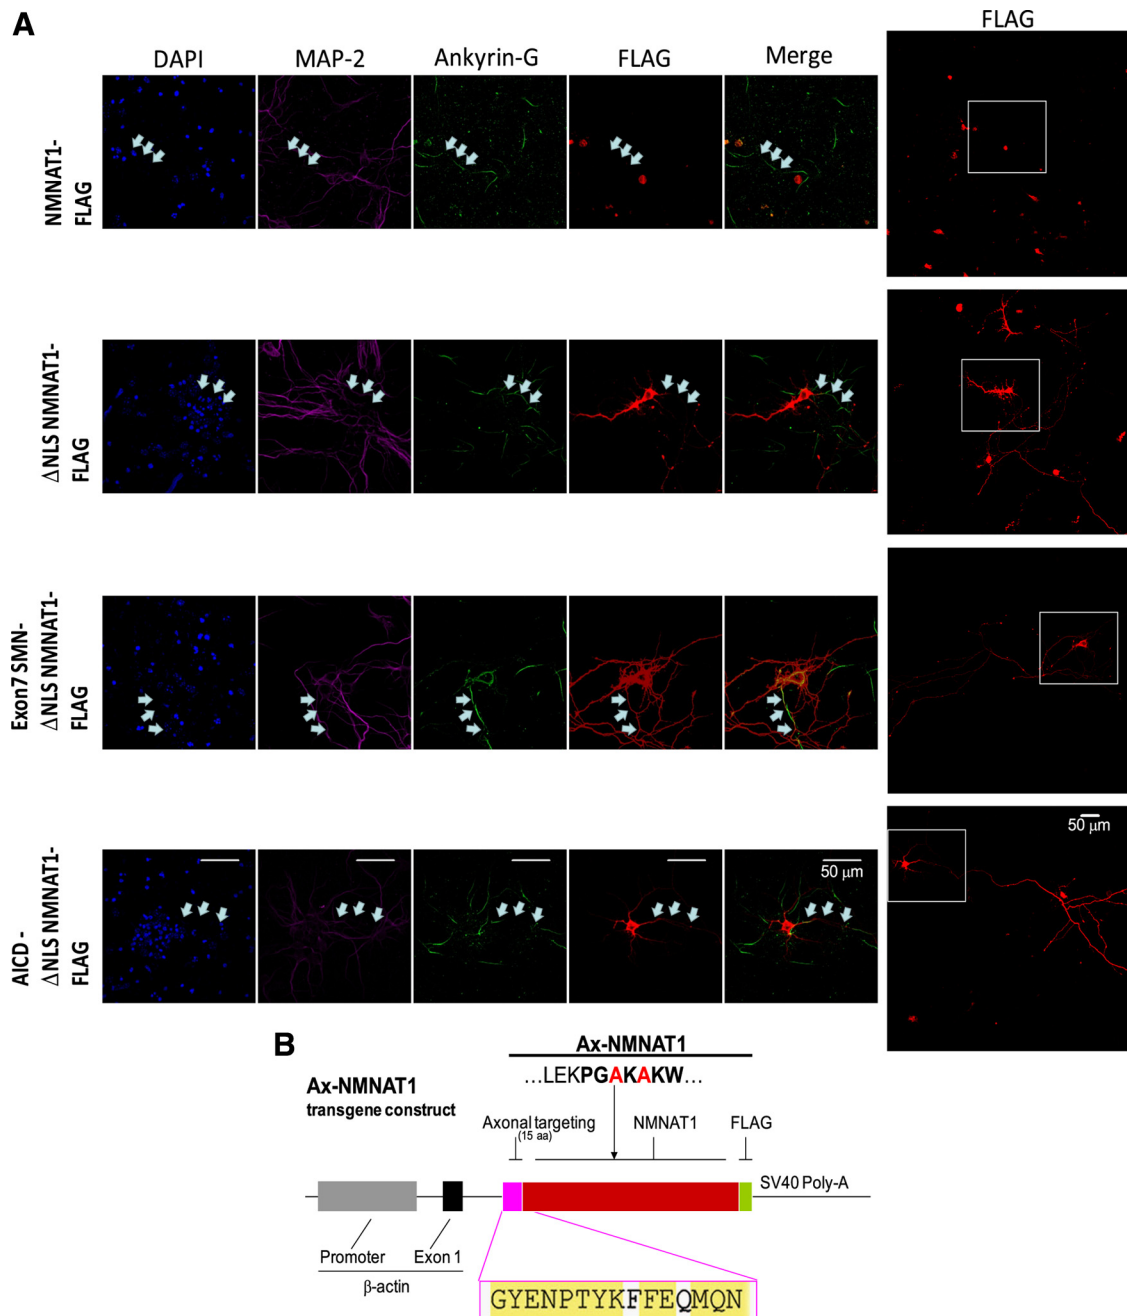 A
DAPI
MAP-2
Ankyrin-G
FLAG
Merge
FLAG
NMNAT1-
FLAG
ΔNLS NMNAT1-
FLAG
Exon7 SMN-
ΔNLS NMNAT1-
FLAG
50 μm
AICD -
ΔNLS NMNAT1-
FLAG
50 μm
B
Ax-NMNAT1
...LEKPGAKAKW...
Ax-NMNAT1
transgene construct
Axonal targeting
(15 aa)
NMNAT1
FLAG
SV40 Poly-A
Promoter
Exon 1
β-actin
GYENPTYKFFEQMQN